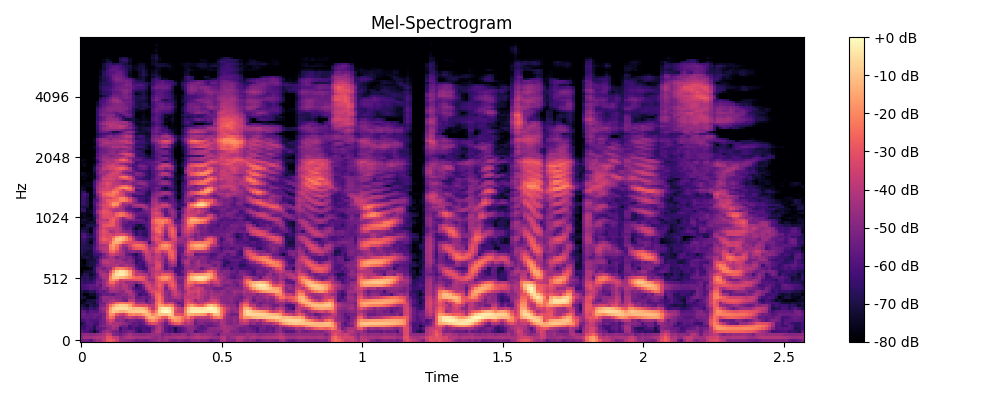 Mel-Spectrogram
Hz
4096
2048
1024
512
0
0
0.5
1
1.5
2
2.5
Time
+0 dB
-10 dB
-20 dB
-30 dB
-40 dB
-50 dB
-60 dB
-70 dB
-80 dB